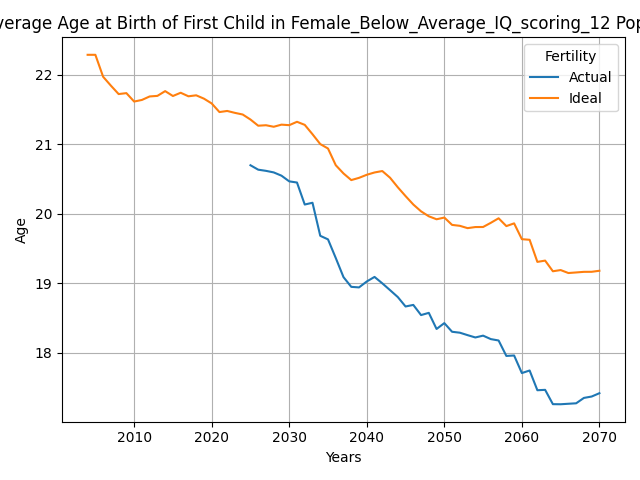 verage Age at Birth of First Child in Female_Below_Average_IQ_scoring_12 Pop
Fertility
Actual
Ideal
22
21
20
19
18
Age
2010 2020 2030 2040 2050 2060 2070
Years